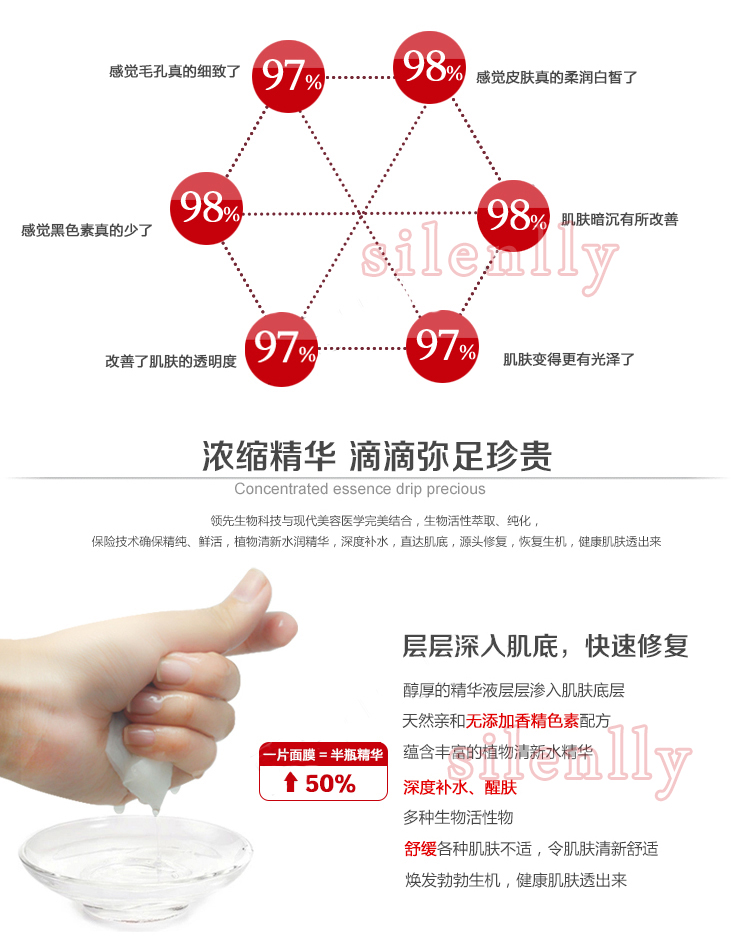 感觉毛孔真的细致了
97%
98%
感觉皮肤真的柔润白皙了
感觉黑色素真的少了
98%
98%
肌肤暗沉有所改善
silenlly
改善了肌肤的透明度
97%
97%
肌肤变得更有光泽了
浓缩精华 滴滴弥足珍贵
Concentrated essence drip precious
领先生物科技与现代美容医学完美结合，生物活性萃取、纯化，
保险技术确保精纯、鲜活，植物清新水润精华，深度补水，直达肌底，源头修复，恢复生机，健康肌肤透出来
层层深入肌底，快速修复
醇厚的精华液层层渗入肌肤底层
天然亲和无添加香精色素配方
蕴含丰富的植物清新水精华
silenlly
一片面膜=半瓶精华
50%
深度补水、醒肤
多种生物活性物
舒缓各种肌肤不适，令肌肤清新舒适
焕发勃勃生机，健康肌肤透出来